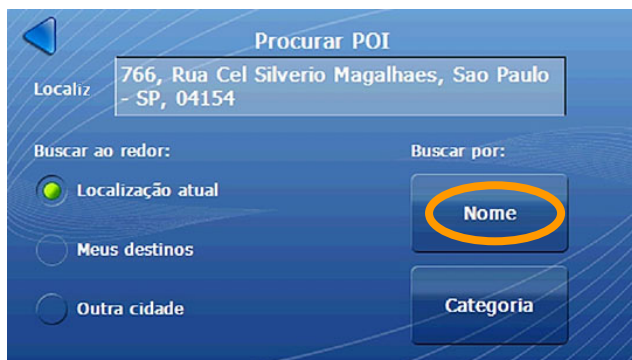 Procurar POI
Localiz
766, Rua Cel Silverio Magalhaes, Sao Paulo
- SP, 04154
Buscar ao redor:
Buscar por:
Localização atual
Nome
Meus destinos
Outra cidade
Categoria